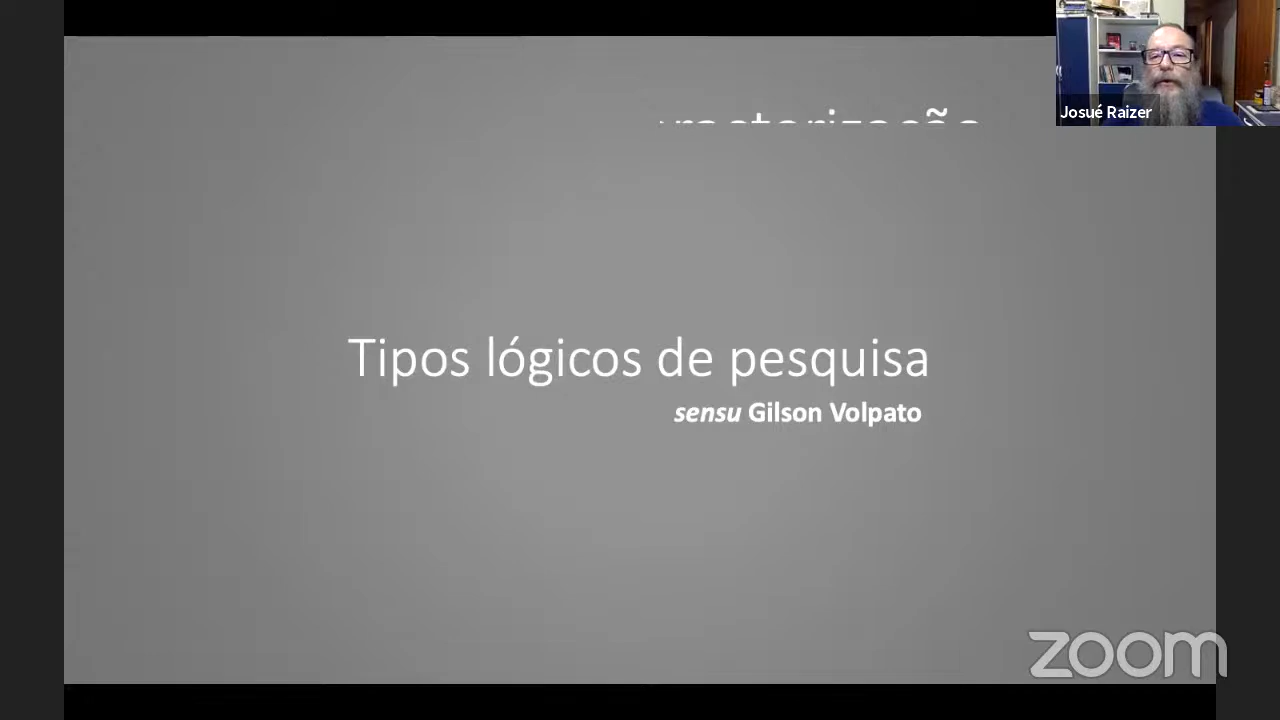 Josué Raizer
Tipos lógicos de pesquisa
sensu Gilson Volpato
zoom